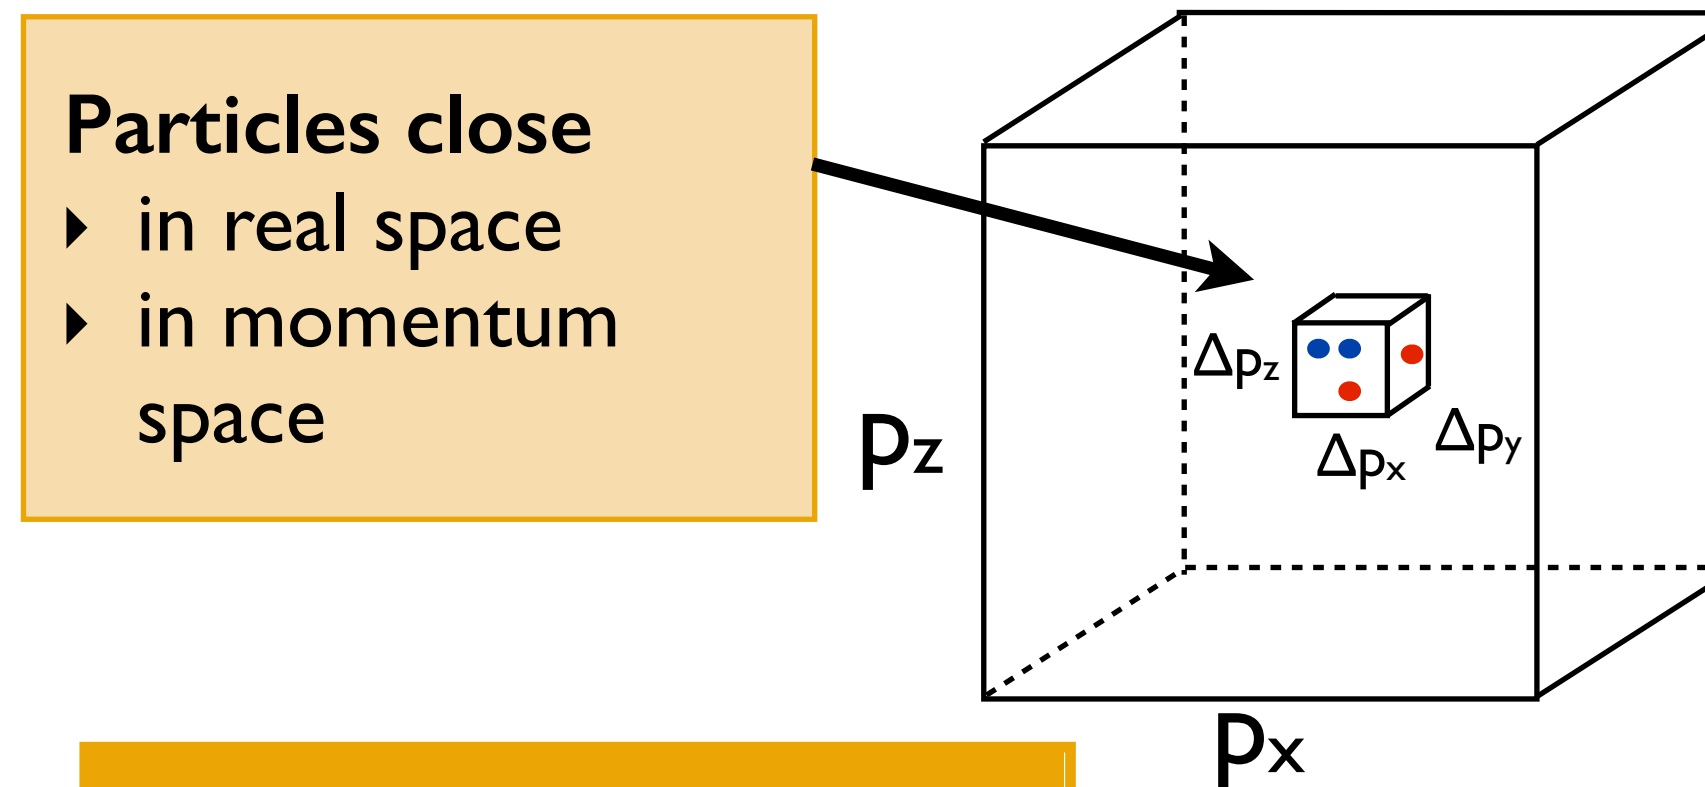 Particles close
‣ in real space
‣ in momentum
space
Δpz
Δpy
Δpx
pz
px